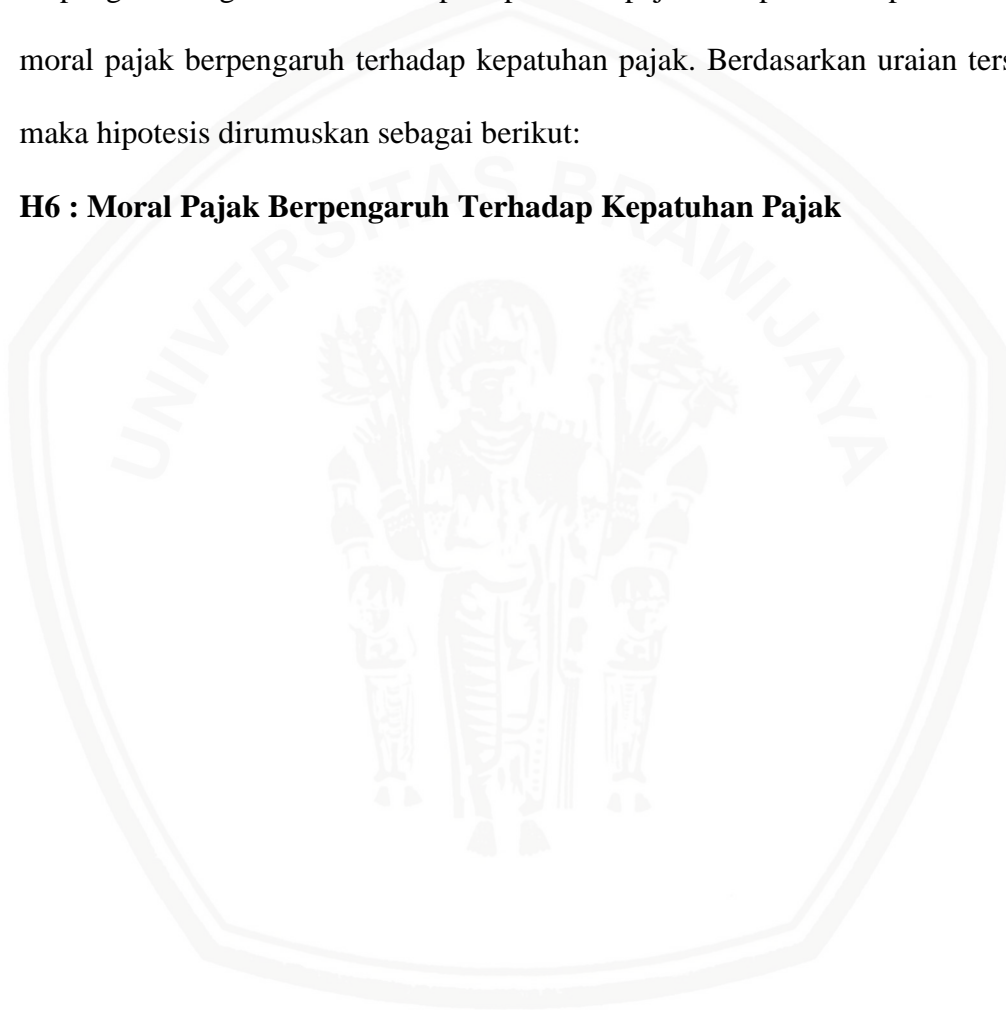 moral pajak berpengaruh terhadap kepatuhan pajak. Berdasarkan uraian
maka hipotesis dirumuskan sebagai berikut:
H6 : Moral Pajak Berpengaruh Terhadap Kepatuhan Pajak
UNIVERSITAS BRAWIJAYA